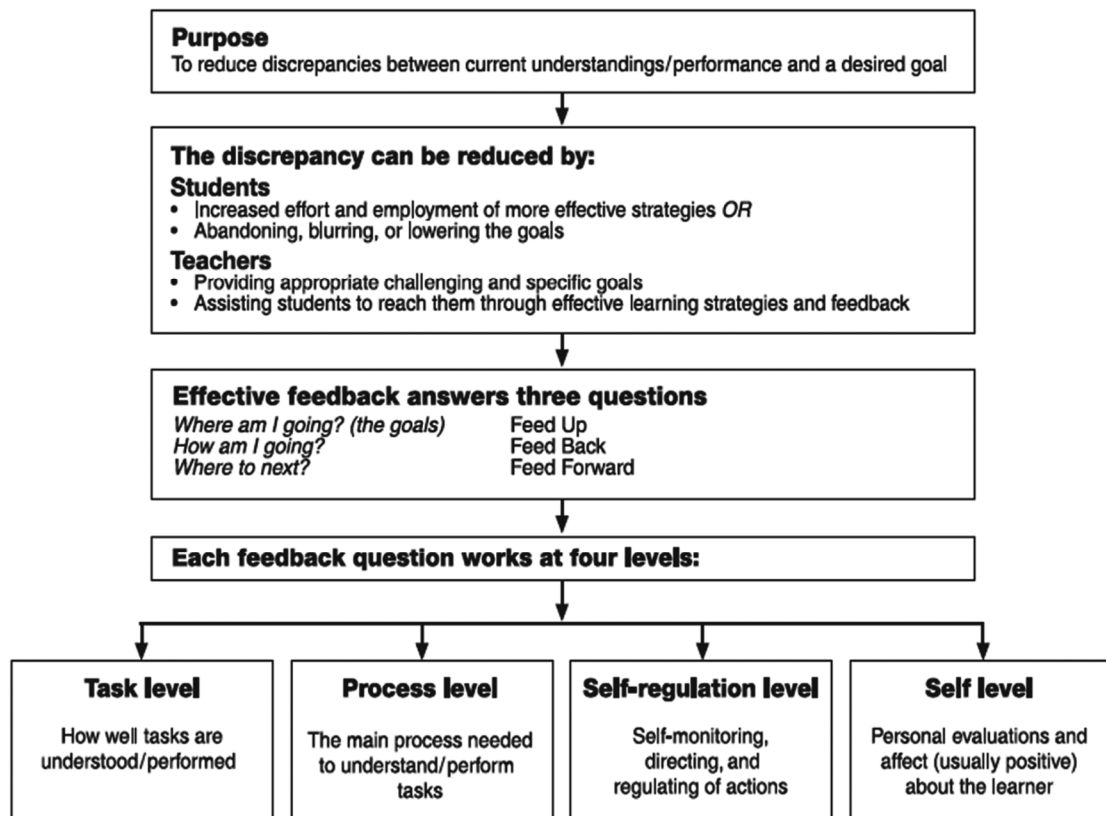 Purpose
To reduce discrepancies between current understandings/performance and a desired goal
The discrepancy can be reduced by:
Students
• Increased effort and employment of more effective strategies OR
• Abandoning, blurring, or lowering the goals
Teachers
• Providing appropriate challenging and specific goals
• Assisting students to reach them through effective learning strategies and feedback
Effective feedback answers three questions
Where am I going? (the goals) Feed Up
How am I going? Feed Back
Where to next? Feed Forward
Each feedback question works at four levels:
Task level
How well tasks are
understood/performed
Process level
The main process needed
to understand/perform
tasks
Self-regulation level
Self-monitoring,
directing, and
regulating of actions
Self level
Personal evaluations and
affect (usually positive)
about the learner